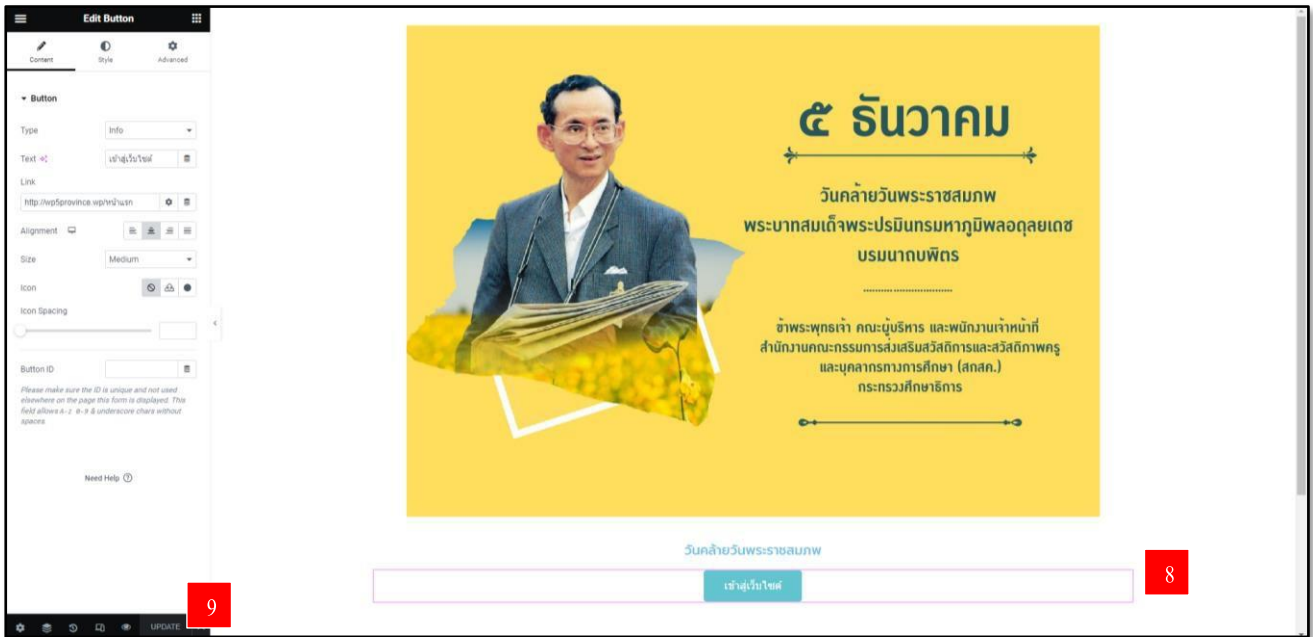 Edit Button
Content
Style
Advanced
Button
Type
Info
Text
เข้าสู่เว็บไซต์
Link
http://wp5province.wp/หน้าแรก
Alignment
Size
Medium
Icon
Icon Spacing
Button ID
Please make sure the ID is unique and not used
elsewhere on the page this form is displayed. This
field allows A-z 0-9 & underscore chars without
spaces
Need Help
UPDATE
9
๕ ธันวาคม
วันคล้ายวันพระราชสมภพ
พระบาทสมเด็จพระปรมินทรมหาภูมิพลอดุลยเดช
บรมนาถบพิตร
ข้าพระพุทธเจ้า คณะผู้บริหาร และพนักงานเจ้าหน้าที่
สำนักงานคณะกรรมการส่งเสริมสวัสดิการและสวัสดิภาพครู
และบุคลากรทางการศึกษา (สกสค.)
กระทรวงศึกษาธิการ
วันคล้ายวันพระราชสมภพ
เข้าสู่เว็บไซต์
8